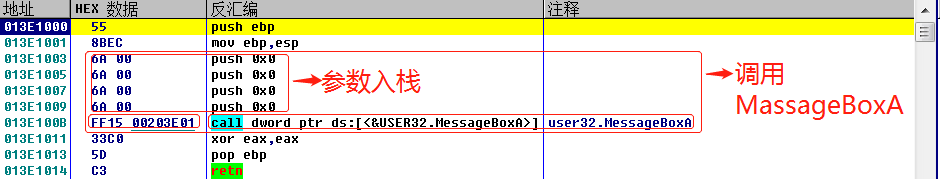 地址 HEX 数据 反汇编 注释
013E1000 55 push ebp
013E1001 8BEC mov ebp,esp
013E1003 6A 00 push 0x0
013E1005 6A 00 push 0x0
013E1007 6A 00 push 0x0
013E1009 6A 00 push 0x0
013E100B FF15 00203E01 call dword ptr ds:[<&USER32.MessageBoxA>] user32.MessageBoxA
013E1011 33C0 xor eax,eax
013E1013 5D pop ebp
013E1014 C3 retn
参数入栈
调用
MassageBoxA